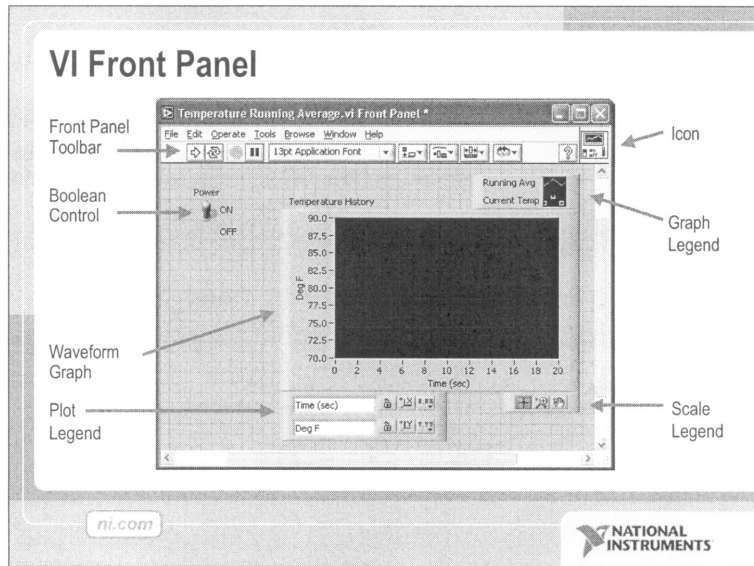 VI Front Panel
Front Panel
Toolbar
Boolean
Control
Waveform
Graph
Plot
Legend
Temperature Running Average.vi Front Panel *
File Edit Operate Tools Browse Window Help
13pt Application Font
?
Power
ON
OFF
Running Avg
Current Temp
Temperature History
90.0
87.5
85.0
82.5
80.0
77.5
75.0
72.5
70.0
Deg F
0 2 4 6 8 10 12 14 16 18 20
Time (sec)
Time (sec)
Deg F
Icon
Graph
Legend
Scale
Legend
ni.com
NATIONAL
INSTRUMENTS